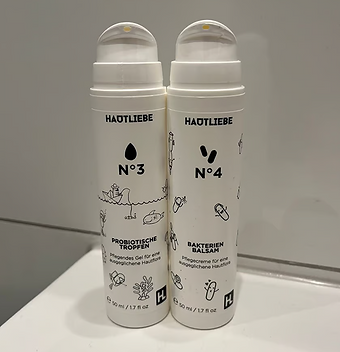 HAUTLIEBE
N°3
PROBIOTISCHE
TROPFEN
Pflegendes Gel für eine
Ausgeglichene Hautflora
50 ml / 1.7 fl oz
H
HAUTLIEBE
N°4
BAKTERIEN
BALSAM
Pflegecreme für eine
Ausgeglichene Hautflora
50 ml / 1.7 fl oz
H